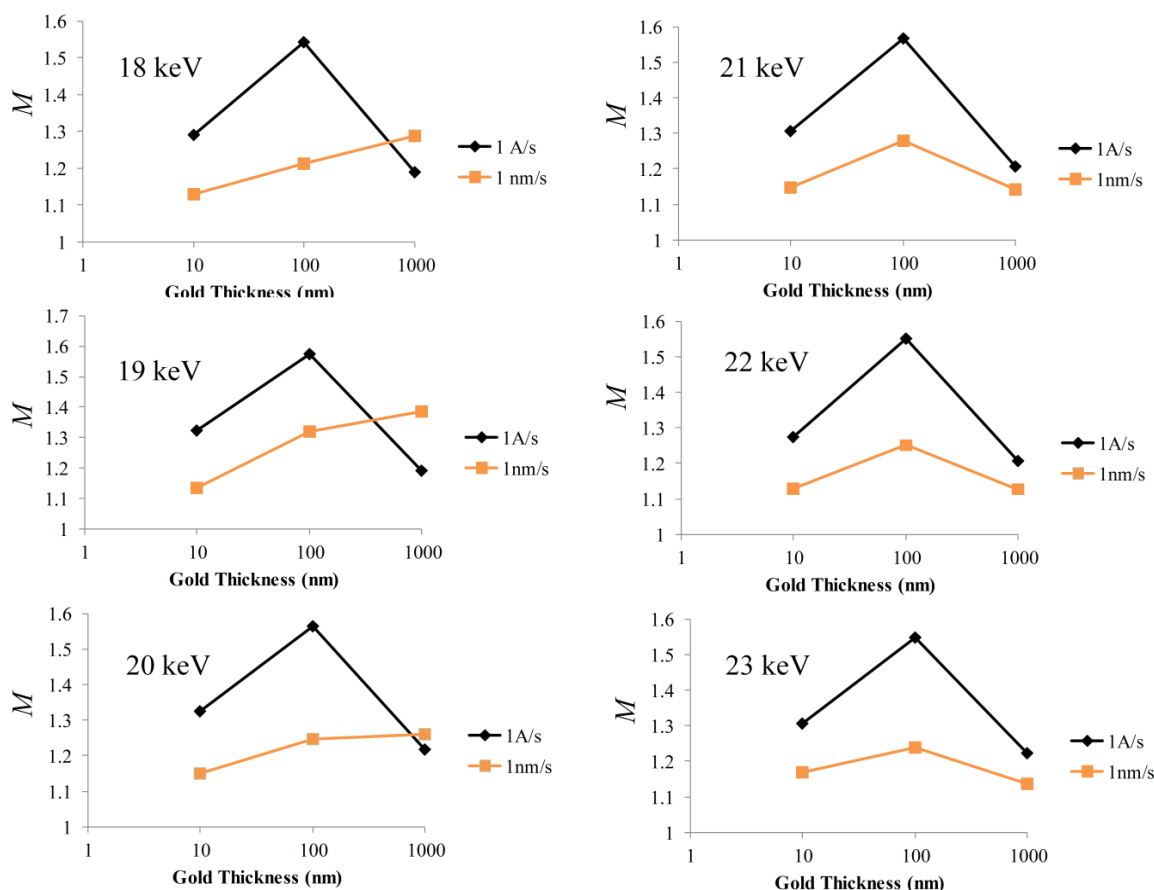 1.6
1.5
1.4
1.3
1.2
1.1
1
M
18 keV
1 A/s
1 nm/s
1 10 100 1000
Gold Thickness (nm)
1.6
1.5
1.4
1.3
1.2
1.1
1
M
21 keV
1A/s
1nm/s
1 10 100 1000
Gold Thickness (nm)
1.7
1.6
1.5
1.4
1.3
1.2
1.1
1
M
19 keV
1A/s
1nm/s
1 10 100 1000
Gold Thickness (nm)
1.6
1.5
1.4
1.3
1.2
1.1
1
M
22 keV
1A/s
1nm/s
1 10 100 1000
Gold Thickness (nm)
1.6
1.5
1.4
1.3
1.2
1.1
1
M
20 keV
1A/s
1nm/s
1 10 100 1000
Gold Thickness (nm)
1.6
1.5
1.4
1.3
1.2
1.1
1
M
23 keV
1A/s
1nm/s
1 10 100 1000
Gold Thickness (nm)